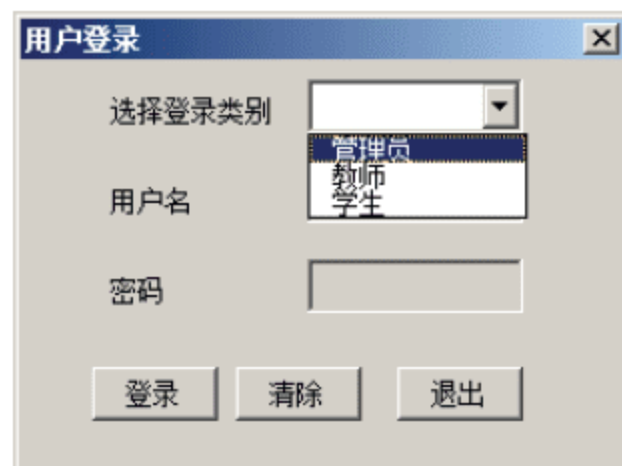 用户登录
选择登录类别
管理员
教师
学生
用户名
密码
登录 清除 退出